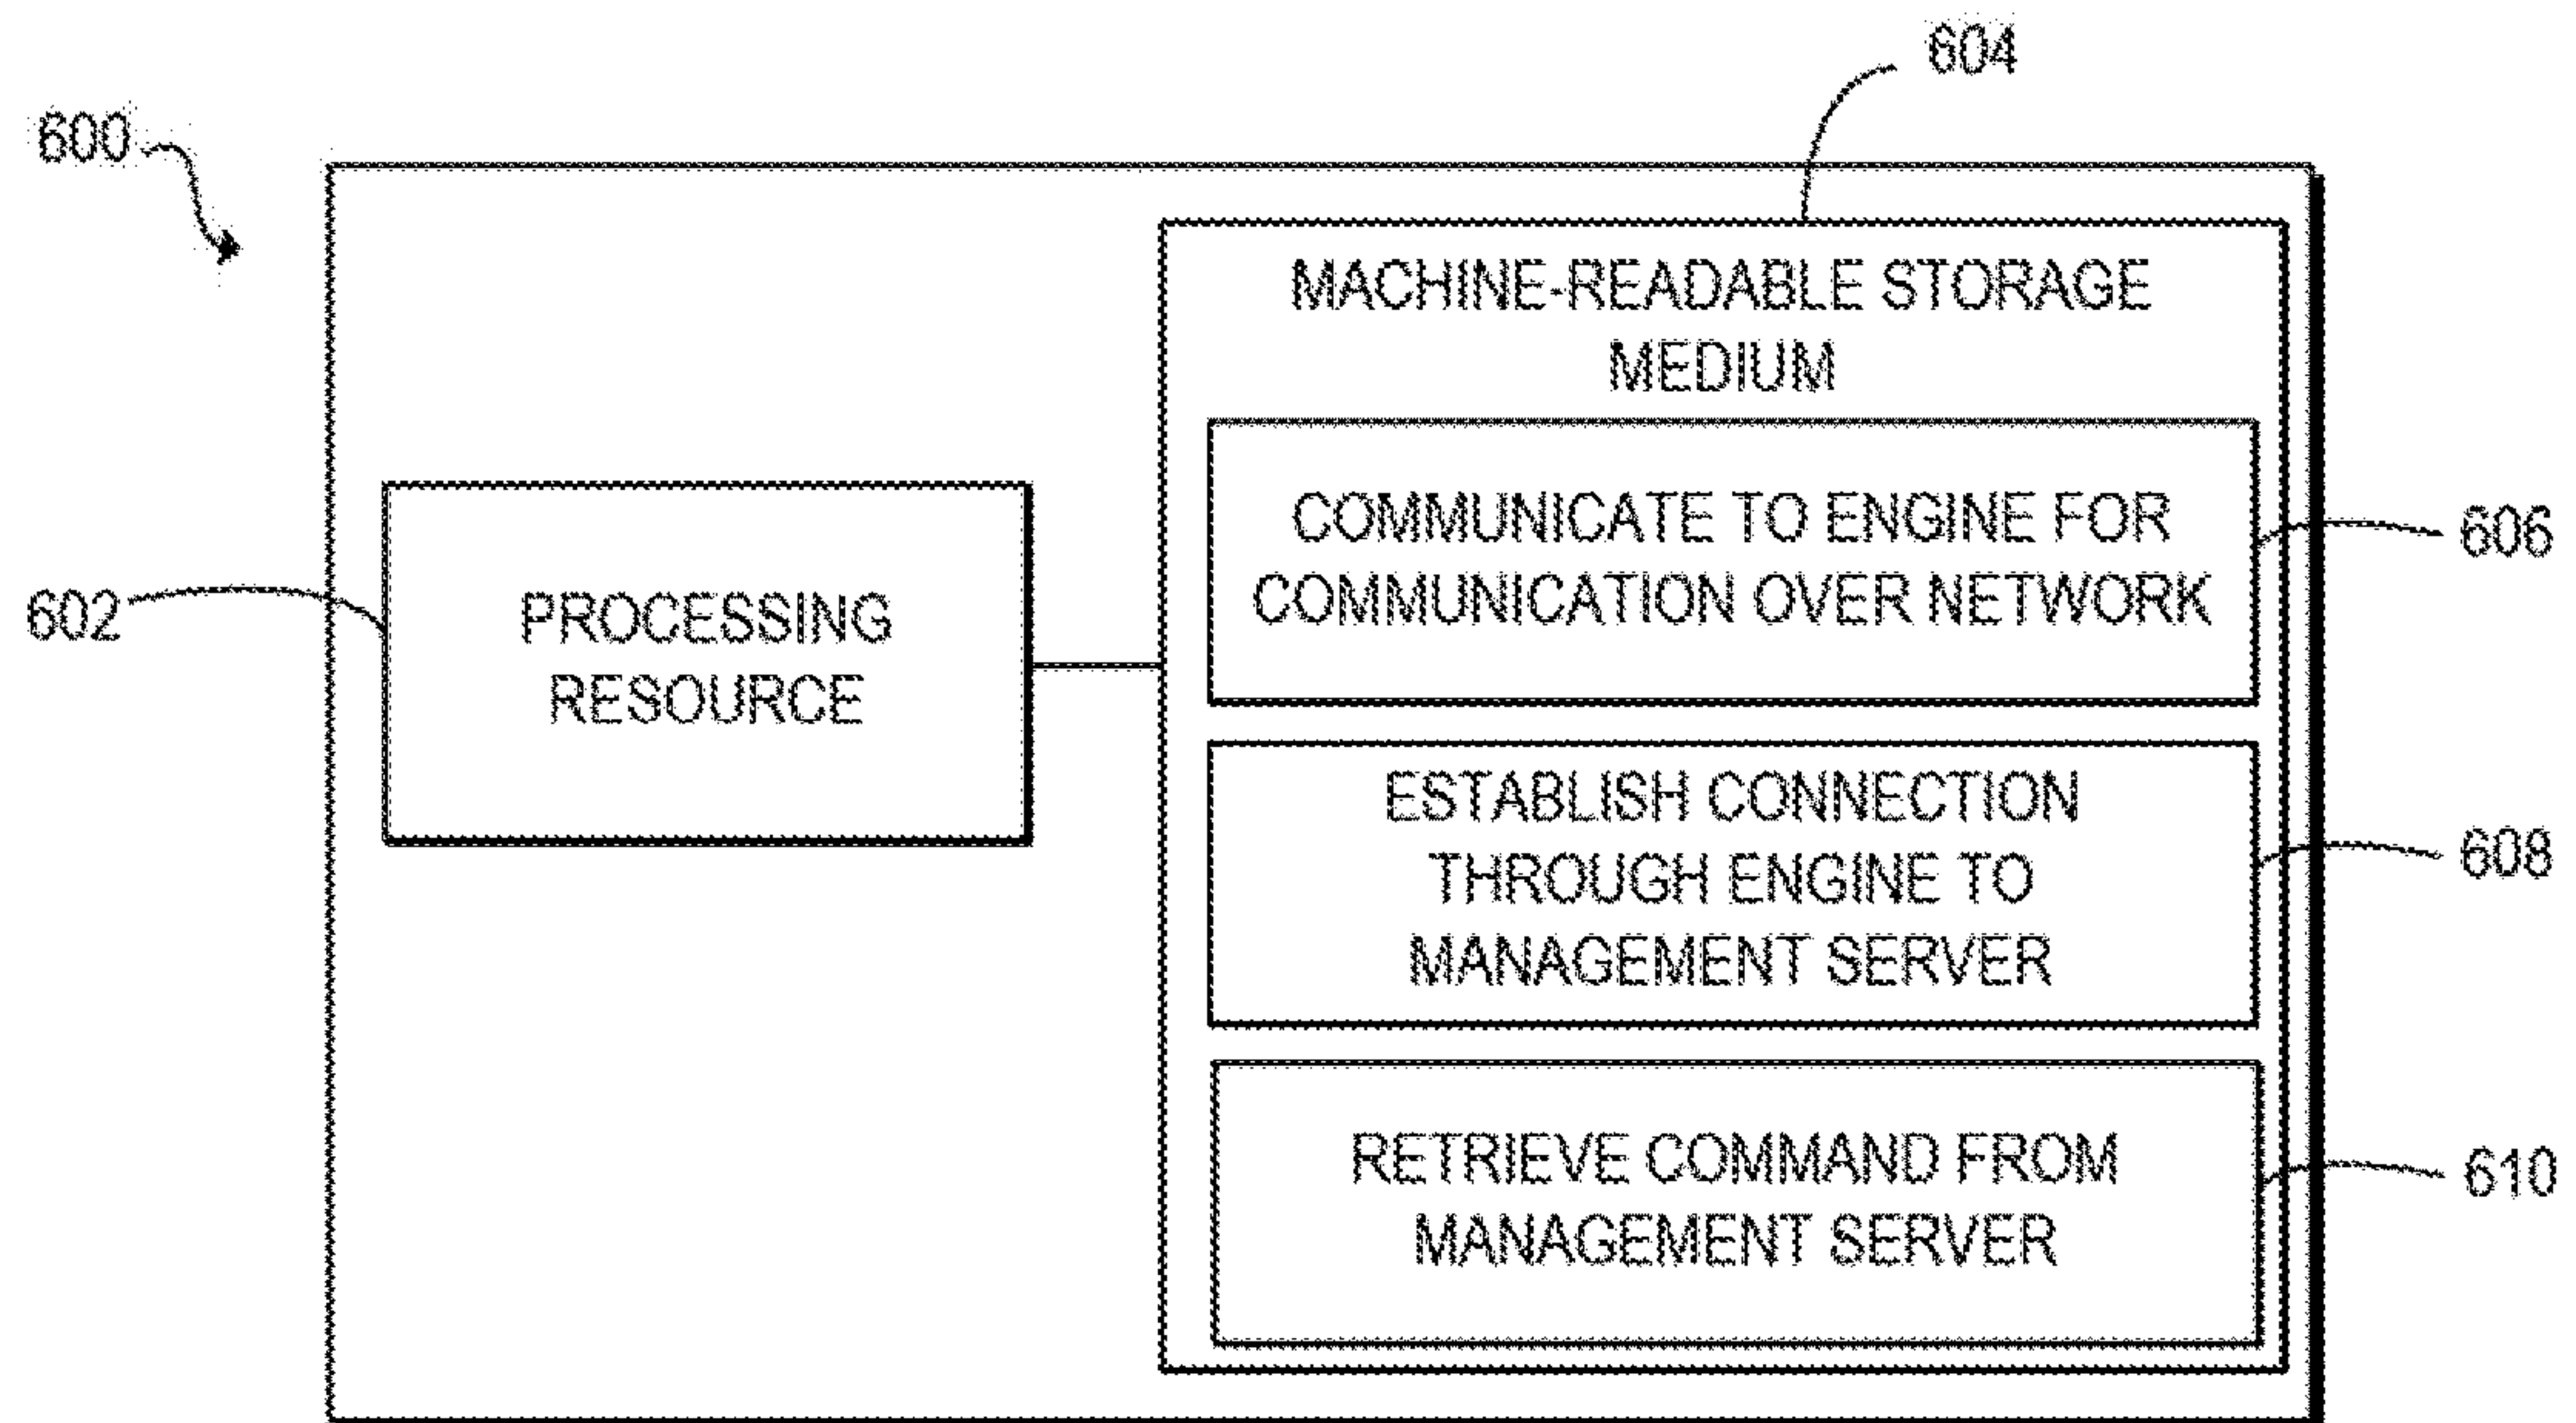 604
600
MACHINE-READABLE STORAGE
MEDIUM
COMMUNICATE TO ENGINE FOR
COMMUNICATION OVER NETWORK
606
602
PROCESSING
RESOURCE
ESTABLISH CONNECTION
THROUGH ENGINE TO
MANAGEMENT SERVER
608
RETRIEVE COMMAND FROM
MANAGEMENT SERVER
610